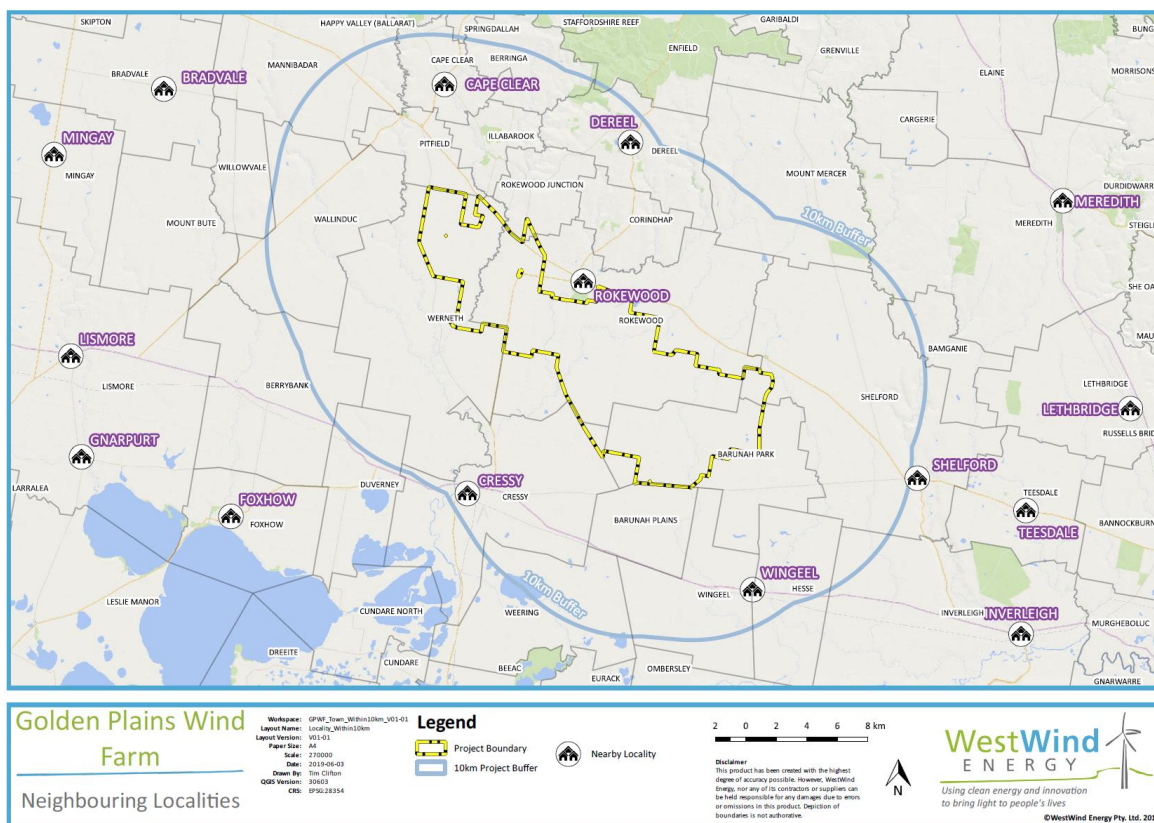 SKIPTON
HAPPY VALLEY (BALLARAT)
SPRINGDALLAH
STAFFORDSHIRE REEF
GARIBALDI
BRADVALE
BRADVALE
MANNIBADAR
CAPE CLEAR
BERRINGA
ENFIELD
GRENVILLE
ELAINE
MORRISONS
CAPE CLEAR
MINGAY
MINGAY
WILLOWVALE
PITFIELD
ILLABROOK
DEREEL
DEREEL
CARGERIE
MOUNT MERCER
MOUNT BUTE
WALLINDUC
ROKEWOOD JUNCTION
CORINDHAP
10km Buffer
MEREDITH
MEREDITH
ROKEWOOD
ROKEWOOD
WERNETH
LISMORE
LISMORE
BERRYBANK
BAMGANIE
SHELFORD
LETHBRIDGE
LETHBRIDGE
GNARPURT
BARUNAH PARK
SHELFORD
LARRALEA
FOXHOW
FOXHOW
DUVERNEY
CRESSY
CRESSY
BARUNAH PLAINS
TEESDALE
TEESDALE
LESLIE MANOR
CUNDARE NORTH
10km Buffer
WEERING
WINGEEL
WINGEEL
HESSE
INVERLEIGH
INVERLEIGH
MURGHEBOLUC
DREEITE
CUNDARE
BEEAC
EURACK
OMBERSLEY
GNARWARRE
Golden Plains Wind
Farm
Neighbouring Localities
Workspace: GPWF_Town_Within10km_V01-01
Layout Name: Locality_Within10km
Layout Version: V01-01
Paper Size: A4
Scale: 270000
Date: 2019-06-03
Drawn By: Tim Clifton
QGIS Version: 30603
CRS: EPSG:28354
Legend
Project Boundary
10km Project Buffer
Nearby Locality
2 0 2 4 6 8 km
Disclaimer
This product has been created with the highest
degree of accuracy possible. However, WestWind
Energy, nor any of its contractors or suppliers can
be held responsible for any damages due to errors
or omissions in this product. Depiction of
boundaries is not authorative.
N
WestWind
ENERGY
Using clean energy and innovation
to bring light to people's lives
©WestWind Energy Pty. Ltd. 201